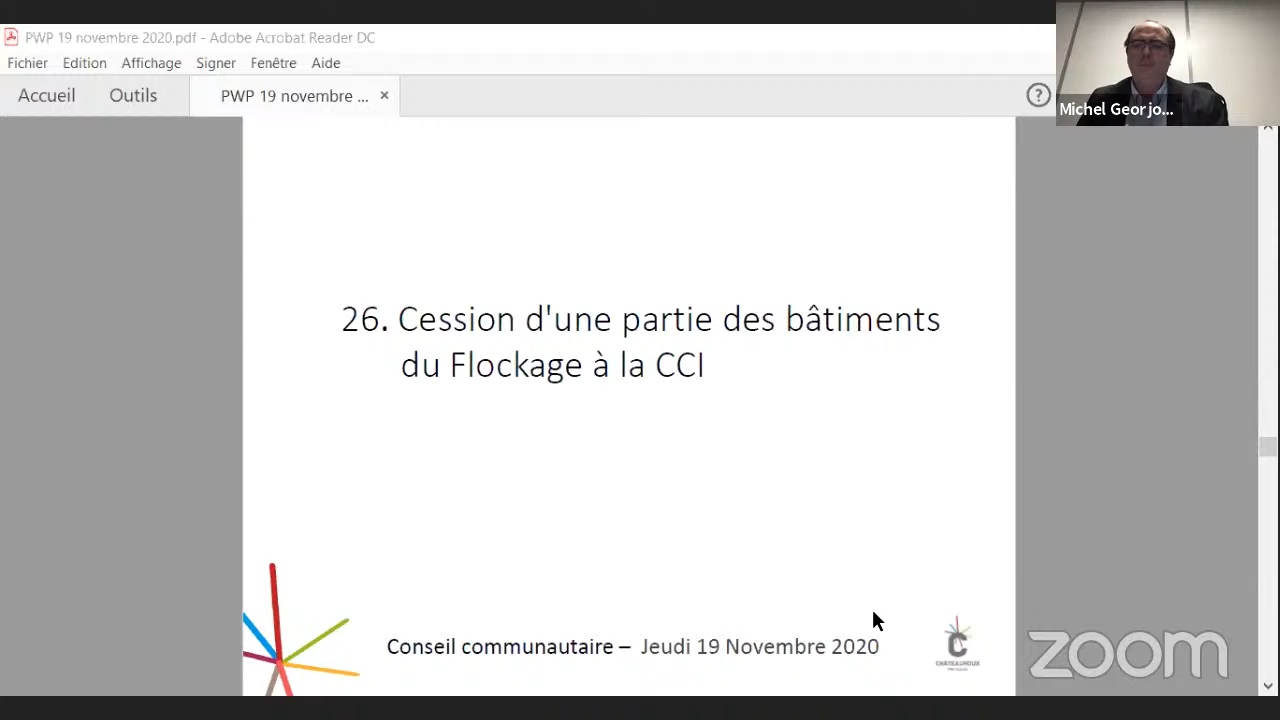 PWP 19 novembre 2020.pdf - Adobe Acrobat Reader DC
Fichier Edition Affichage Signer Fenêtre Aide
Accueil Outils PWP 19 novembre ... × ?
Michel Georjo...
26. Cession d'une partie des bâtiments
du Flockage à la CCI
Conseil communautaire – Jeudi 19 Novembre 2020
CHÂTEAUROUX
zoom